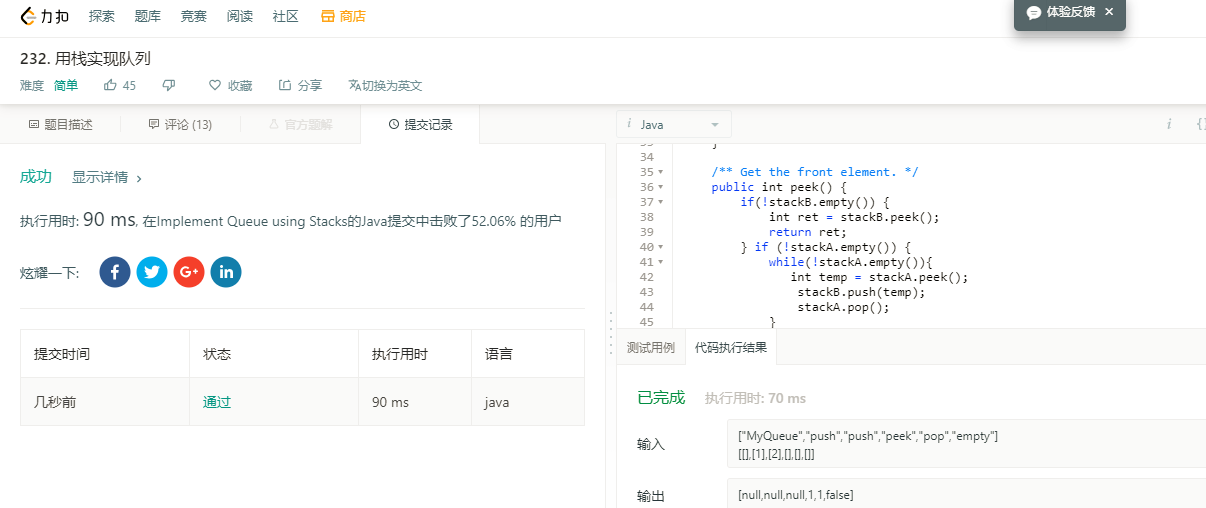 力扣 探索 题库 竞赛 阅读 社区 商店 体验反馈 ×
232. 用栈实现队列
难度 简单 45 收藏 分享 切换为英文
题目描述 评论 (13) 官方题解 提交记录
成功 显示详情 ›
执行用时: 90 ms, 在Implement Queue using Stacks的Java提交中击败了52.06% 的用户
炫耀一下:
提交时间 状态 执行用时 语言
几秒前 通过 90 ms java
i Java i {}
33 }
34
35 /** Get the front element. */
36 public int peek() {
37 if(!stackB.empty()) {
38 int ret = stackB.peek();
39 return ret;
40 } if (!stackA.empty()) {
41 while(!stackA.empty()){
42 int temp = stackA.peek();
43 stackB.push(temp);
44 stackA.pop();
45 }
测试用例 代码执行结果
已完成 执行用时: 70 ms
输入 ["MyQueue","push","push","peek","pop","empty"]
[[],[1],[2],[],[],[]]
输出 [null,null,null,1,1,false]